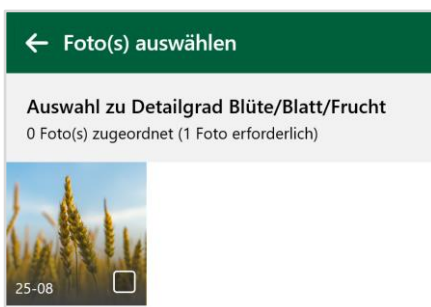 Foto(s) auswählen
Auswahl zu Detailgrad Blüte/Blatt/Frucht
0 Foto(s) zugeordnet (1 Foto erforderlich)
25-08